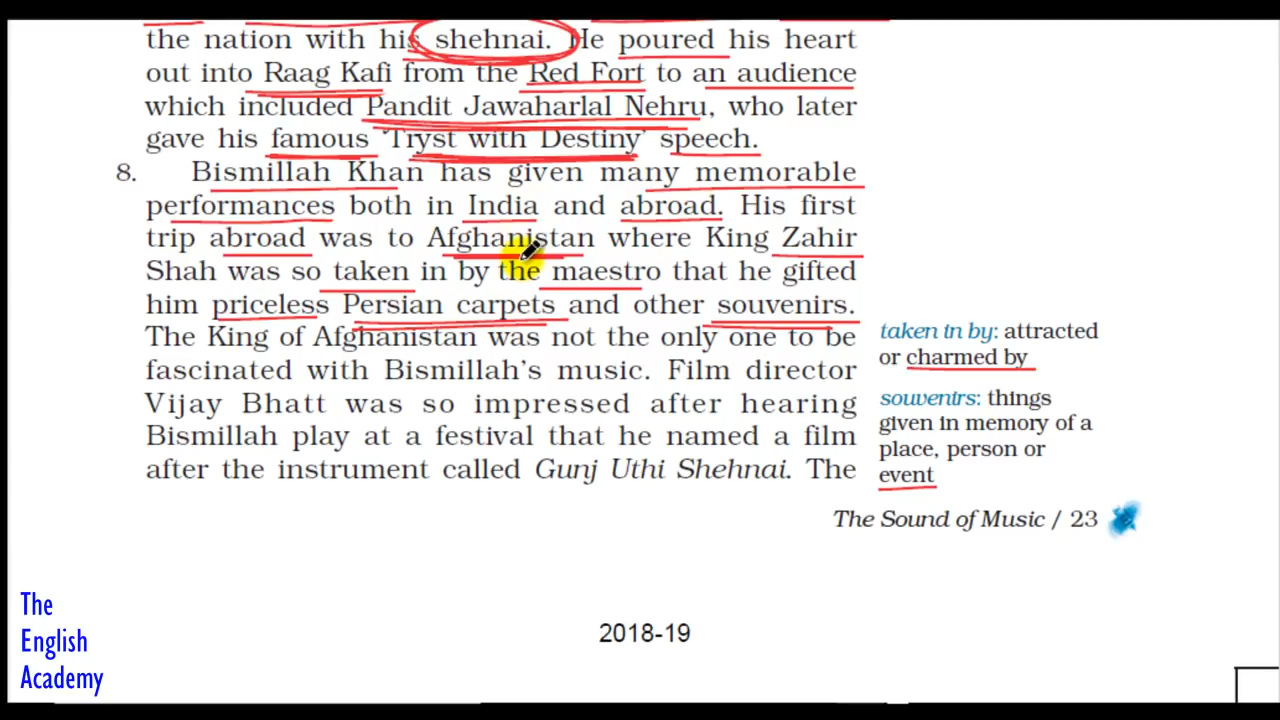 the nation with his shehnai. He poured his heart
out into Raag Kafi from the Red Fort to an audience
which included Pandit Jawaharlal Nehru, who later
gave his famous ‘Tryst with Destiny’ speech.
8. Bismillah Khan has given many memorable
performances both in India and abroad. His first
trip abroad was to Afghanistan where King Zahir
Shah was so taken in by the maestro that he gifted
him priceless Persian carpets and other souvenirs.
The King of Afghanistan was not the only one to be
fascinated with Bismillah’s music. Film director
Vijay Bhatt was so impressed after hearing
Bismillah play at a festival that he named a film
after the instrument called Gunj Uthi Shehnai. The
taken in by: attracted
or charmed by
souvenirs: things
given in memory of a
place, person or
event
The Sound of Music / 23
2018-19
The
English
Academy